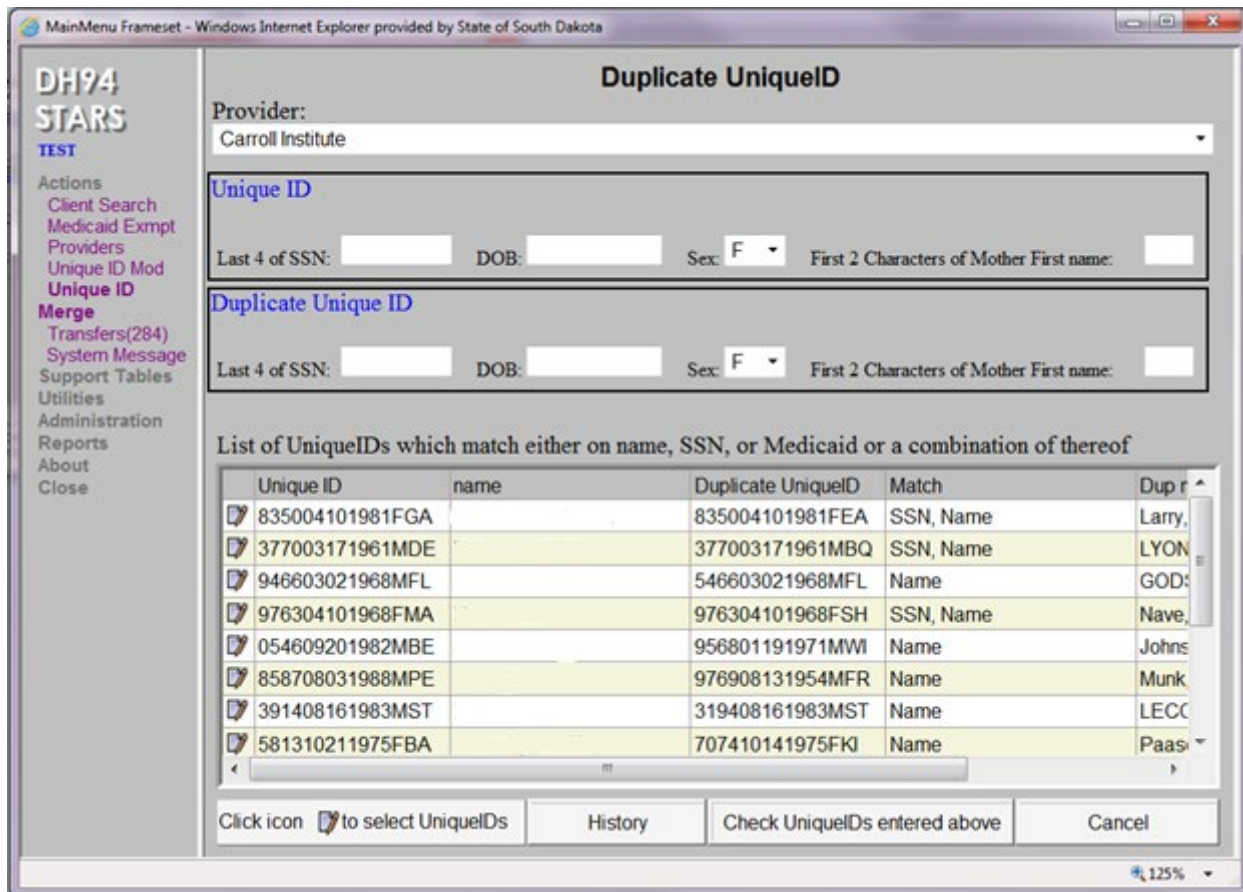 MainMenu Frameset - Windows Internet Explorer provided by State of South Dakota
DH94
STARS
TEST
Actions
Client Search
Medicaid Exmpt
Providers
Unique ID Mod
Unique ID
Merge
Transfers(284)
System Message
Support Tables
Utilities
Administration
Reports
About
Close
Duplicate UniqueID
Provider:
Carroll Institute
Unique ID
Last 4 of SSN: DOB: Sex: F First 2 Characters of Mother First name:
Duplicate Unique ID
Last 4 of SSN: DOB: Sex: F First 2 Characters of Mother First name:
List of UniqueIDs which match either on name, SSN, or Medicaid or a combination of thereof
Unique ID name Duplicate UniqueID Match Dup
835004101981FGA 835004101981FEA SSN, Name Larry,
377003171961MDE 377003171961MBQ SSN, Name LYON
946603021968MFL 546603021968MFL Name GODS
976304101968FMA 976304101968FSH SSN, Name Nave,
054609201982MBE 956801191971MWI Name Johns
858708031988MPE 976908131954MFR Name Munk,
391408161983MST 319408161983MST Name LECC
581310211975FBA 707410141975FKI Name Paas
Click icon to select UniqueIDs History Check UniqueIDs entered above Cancel
125%